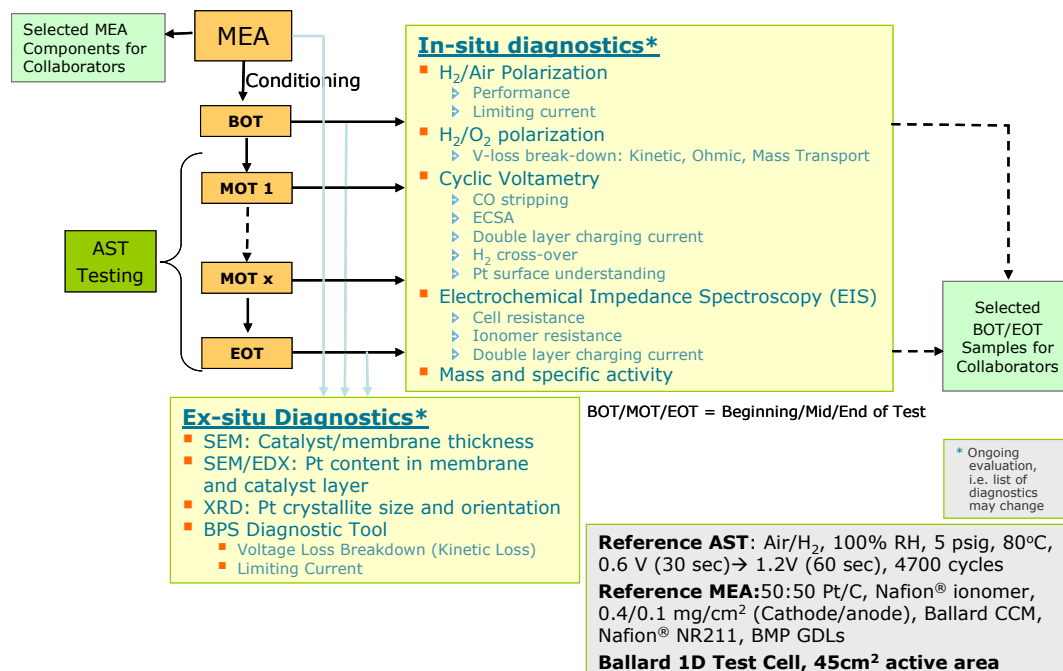 Selected MEA
Components for
Collaborators
MEA
Conditioning
BOT
MOT 1
AST
Testing
MOT x
EOT
In-situ diagnostics*
H2/Air Polarization
Performance
Limiting current
H2/O2 polarization
V-loss break-down: Kinetic, Ohmic, Mass Transport
Cyclic Voltametry
CO stripping
ECSA
Double layer charging current
H2 cross-over
Pt surface understanding
Electrochemical Impedance Spectroscopy (EIS)
Cell resistance
Ionomer resistance
Double layer charging current
Mass and specific activity
Selected
BOT/EOT
Samples for
Collaborators
BOT/MOT/EOT = Beginning/Mid/End of Test
Ex-situ Diagnostics*
SEM: Catalyst/membrane thickness
SEM/EDX: Pt content in membrane
and catalyst layer
XRD: Pt crystallite size and orientation
BPS Diagnostic Tool
Voltage Loss Breakdown (Kinetic Loss)
Limiting Current
* Ongoing
evaluation,
i.e. list of
diagnostics
may change
Reference AST: Air/H2, 100% RH, 5 psig, 80°C,
0.6 V (30 sec)→ 1.2V (60 sec), 4700 cycles
Reference MEA:50:50 Pt/C, Nafion® ionomer,
0.4/0.1 mg/cm² (Cathode/anode), Ballard CCM,
Nafion® NR211, BMP GDLs
Ballard 1D Test Cell, 45cm² active area